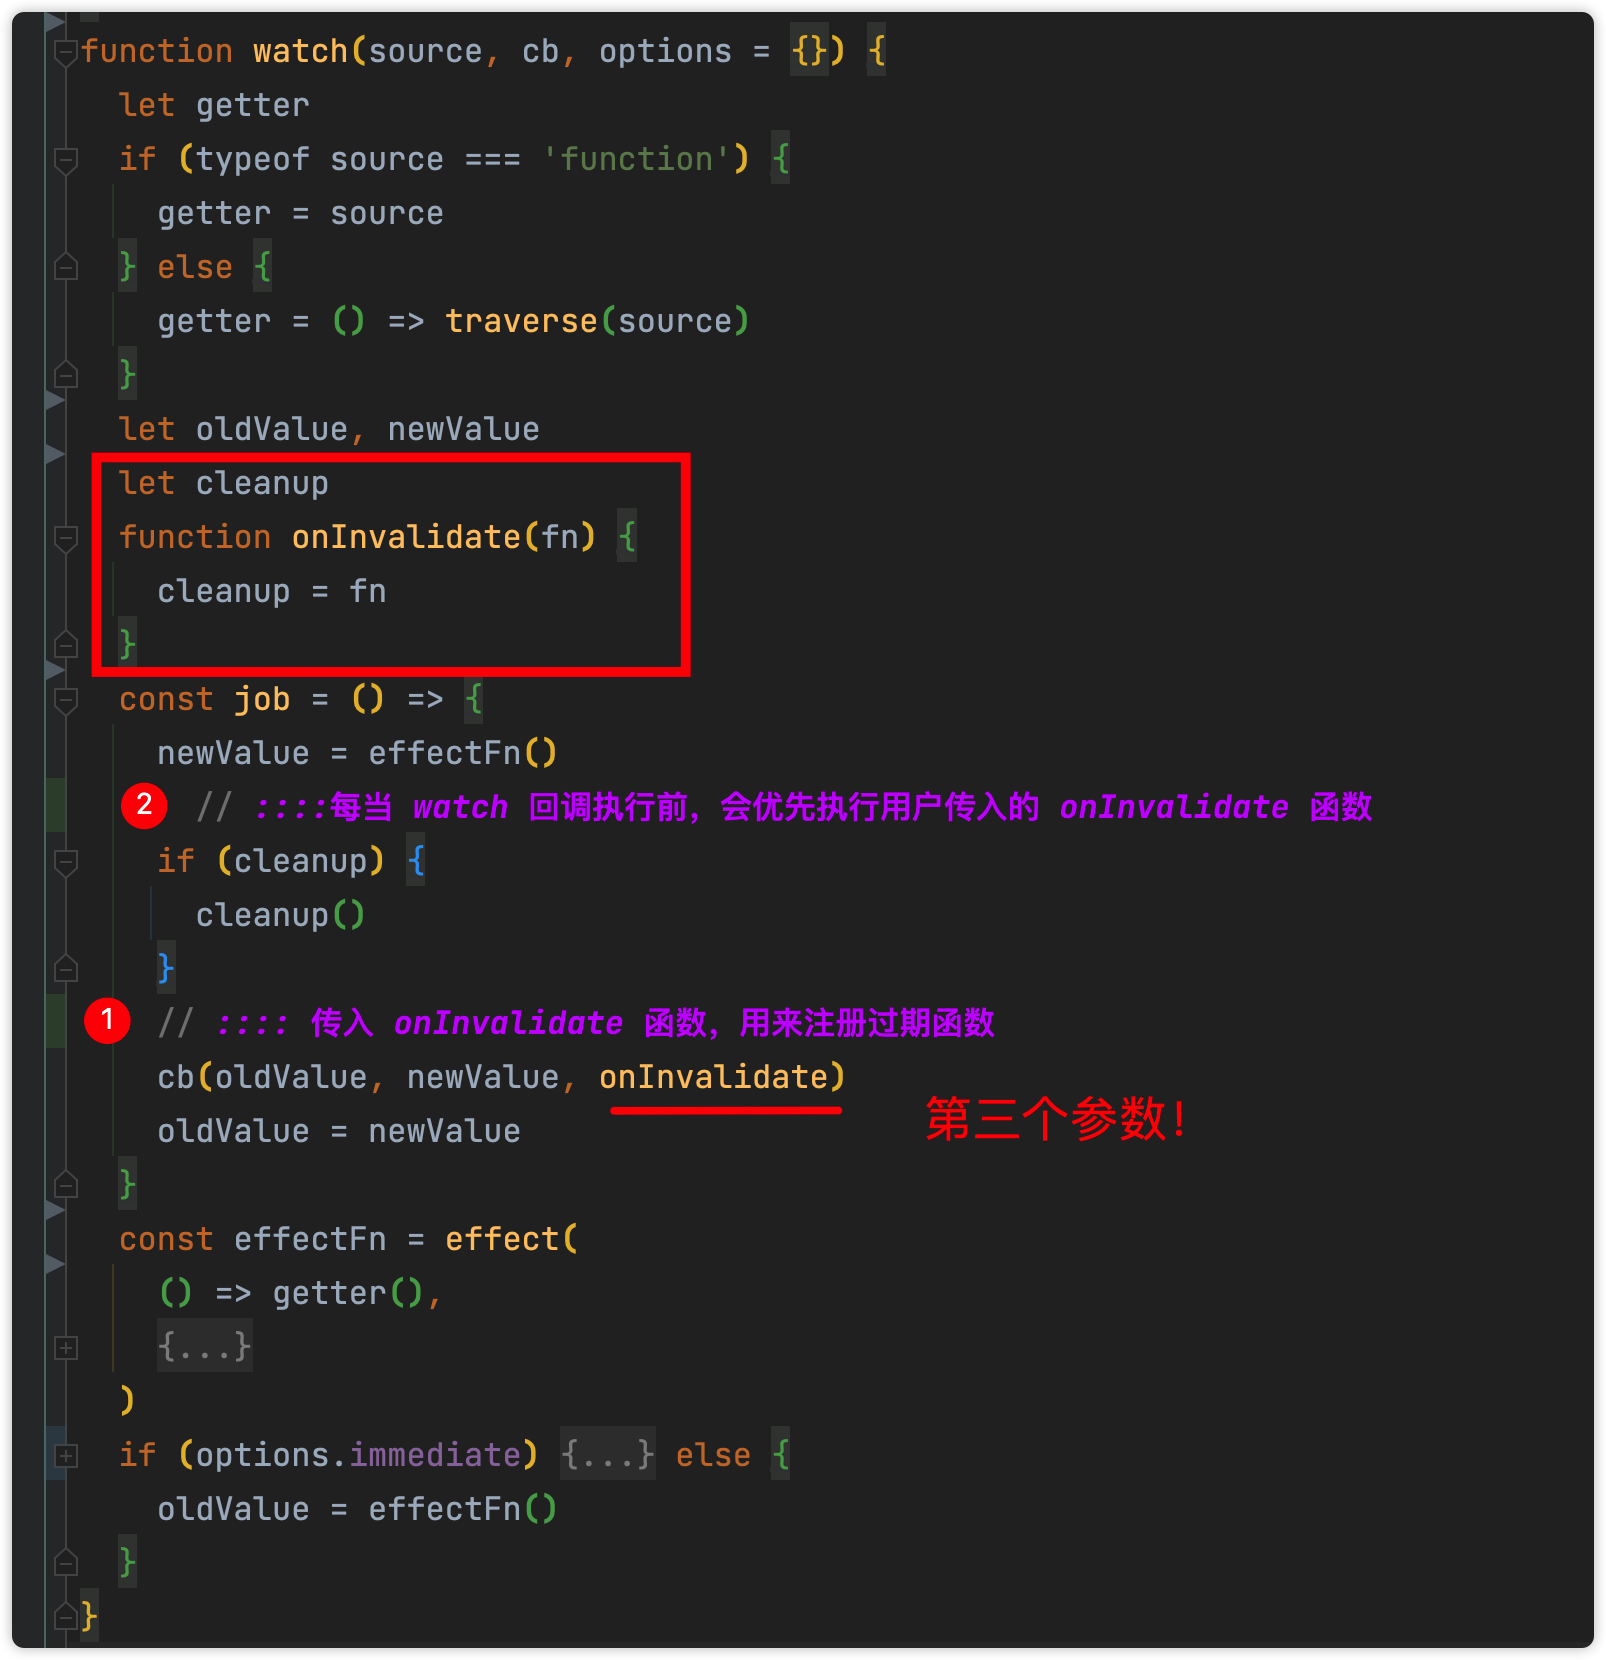 function watch(source, cb, options = {}) {
let getter
if (typeof source === 'function') {
getter = source
} else {
getter = () => traverse(source)
}
let oldValue, newValue
let cleanup
function onInvalidate(fn) {
cleanup = fn
}
const job = () => {
newValue = effectFn()
2 // ::::每当 watch 回调执行前，会优先执行用户传入的 onInvalidate 函数
if (cleanup) {
cleanup()
}
1 // :::: 传入 onInvalidate 函数，用来注册过期函数
cb(oldValue, newValue, onInvalidate)
第三个参数！
oldValue = newValue
}
const effectFn = effect(
() => getter(),
{...}
)
if (options.immediate) {...} else {
oldValue = effectFn()
}
}